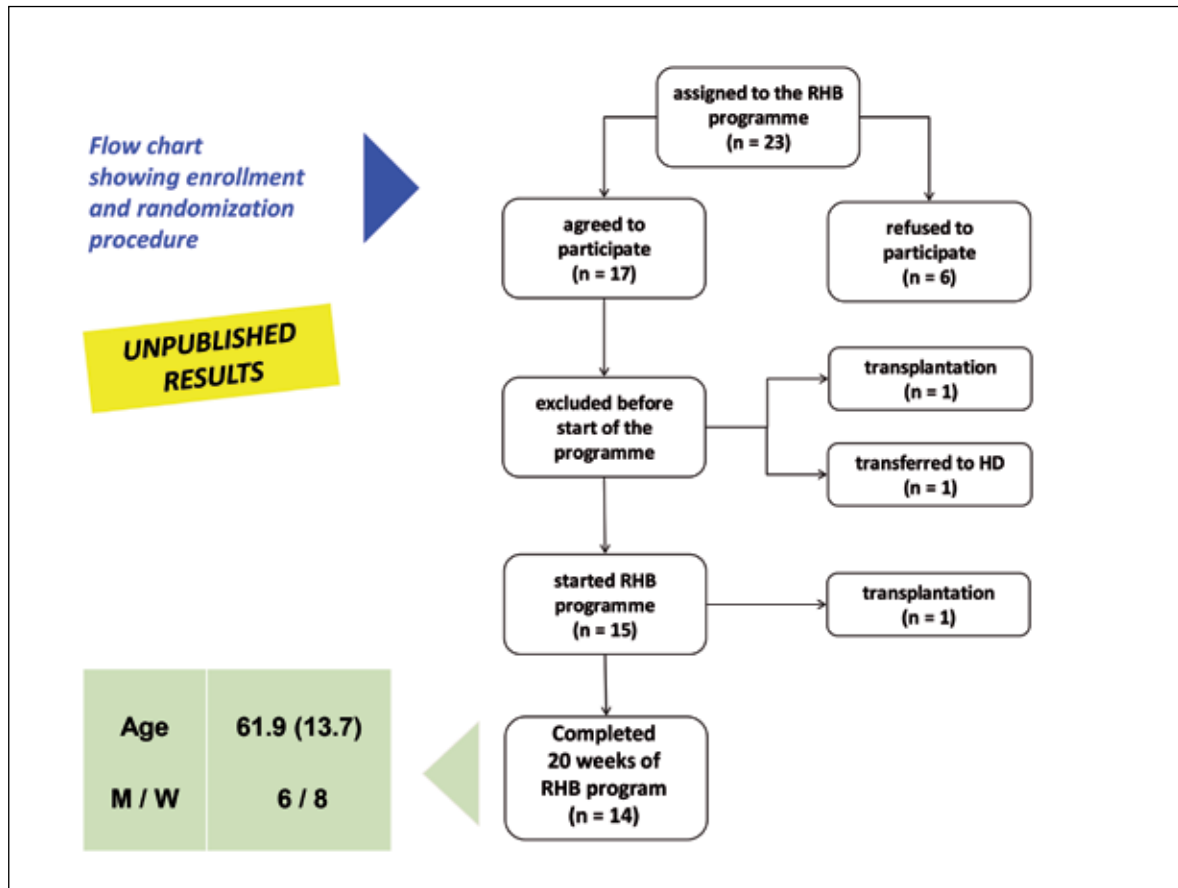 Flow chart
showing enrollment
and randomization
procedure
UNPUBLISHED
RESULTS
assigned to the RHB
programme
(n = 23)
agreed to
participate
(n = 17)
refused to
participate
(n = 6)
excluded before
start of the
programme
transplantation
(n = 1)
transferred to HD
(n = 1)
started RHB
programme
(n = 15)
transplantation
(n = 1)
Completed
20 weeks of
RHB program
(n = 14)
Age 61.9 (13.7)
M / W 6 / 8